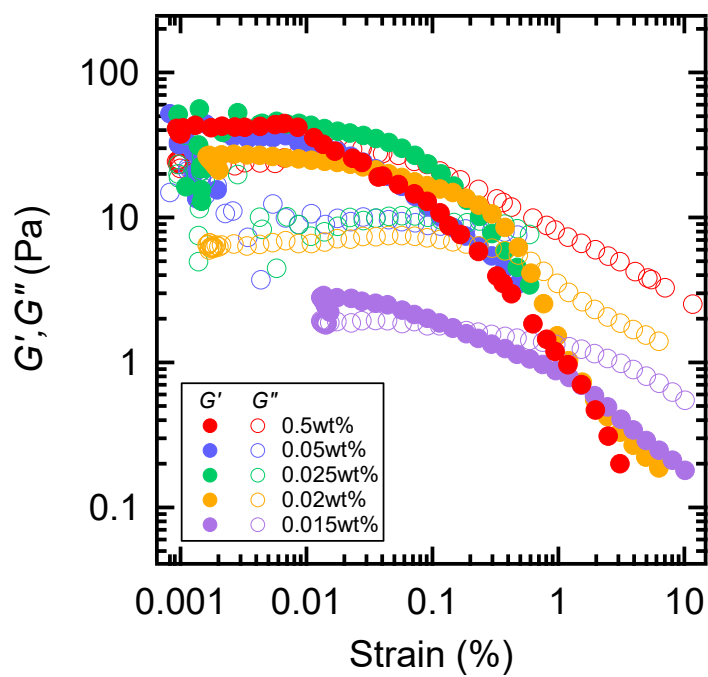 G′, G″ (Pa)
100
10
1
0.1
G′ G″
0.5wt%
0.05wt%
0.025wt%
0.02wt%
0.015wt%
0.001 0.01 0.1 1 10
Strain (%)